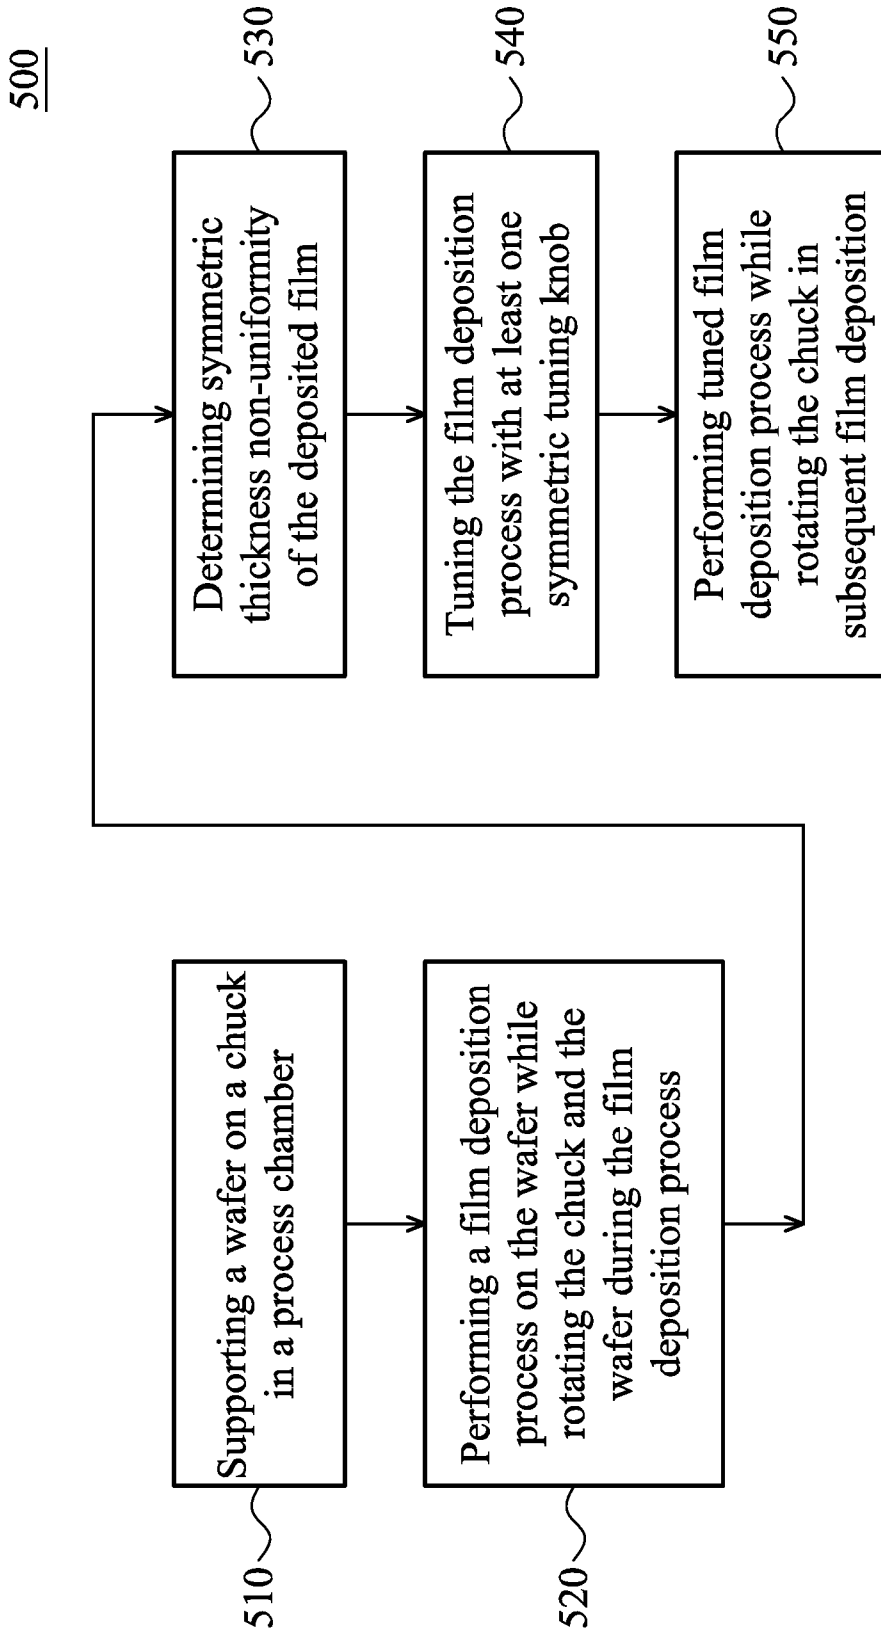 500
510
Supporting a wafer on a chuck
in a process chamber
520
Performing a film deposition
process on the wafer while
rotating the chuck and the
wafer during the film
deposition process
530
Determining symmetric
thickness non-uniformity
of the deposited film
540
Tuning the film deposition
process with at least one
symmetric tuning knob
550
Performing tuned film
deposition process while
rotating the chuck in
subsequent film deposition